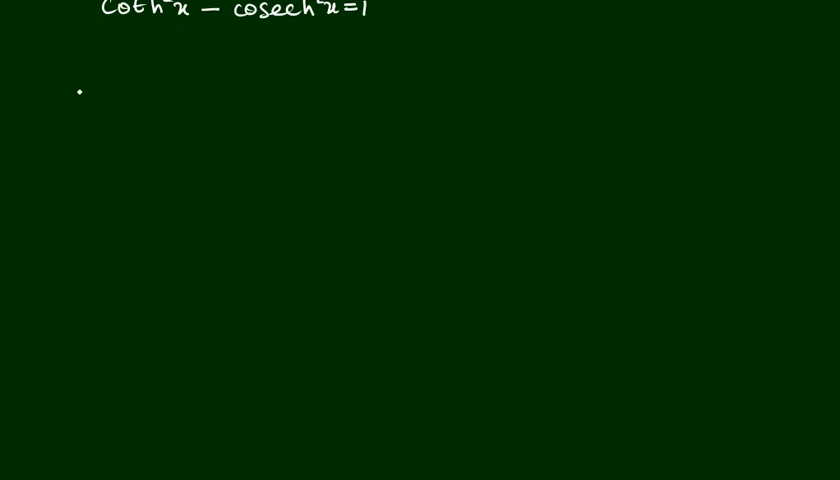 coth²x − cosech²x = 1